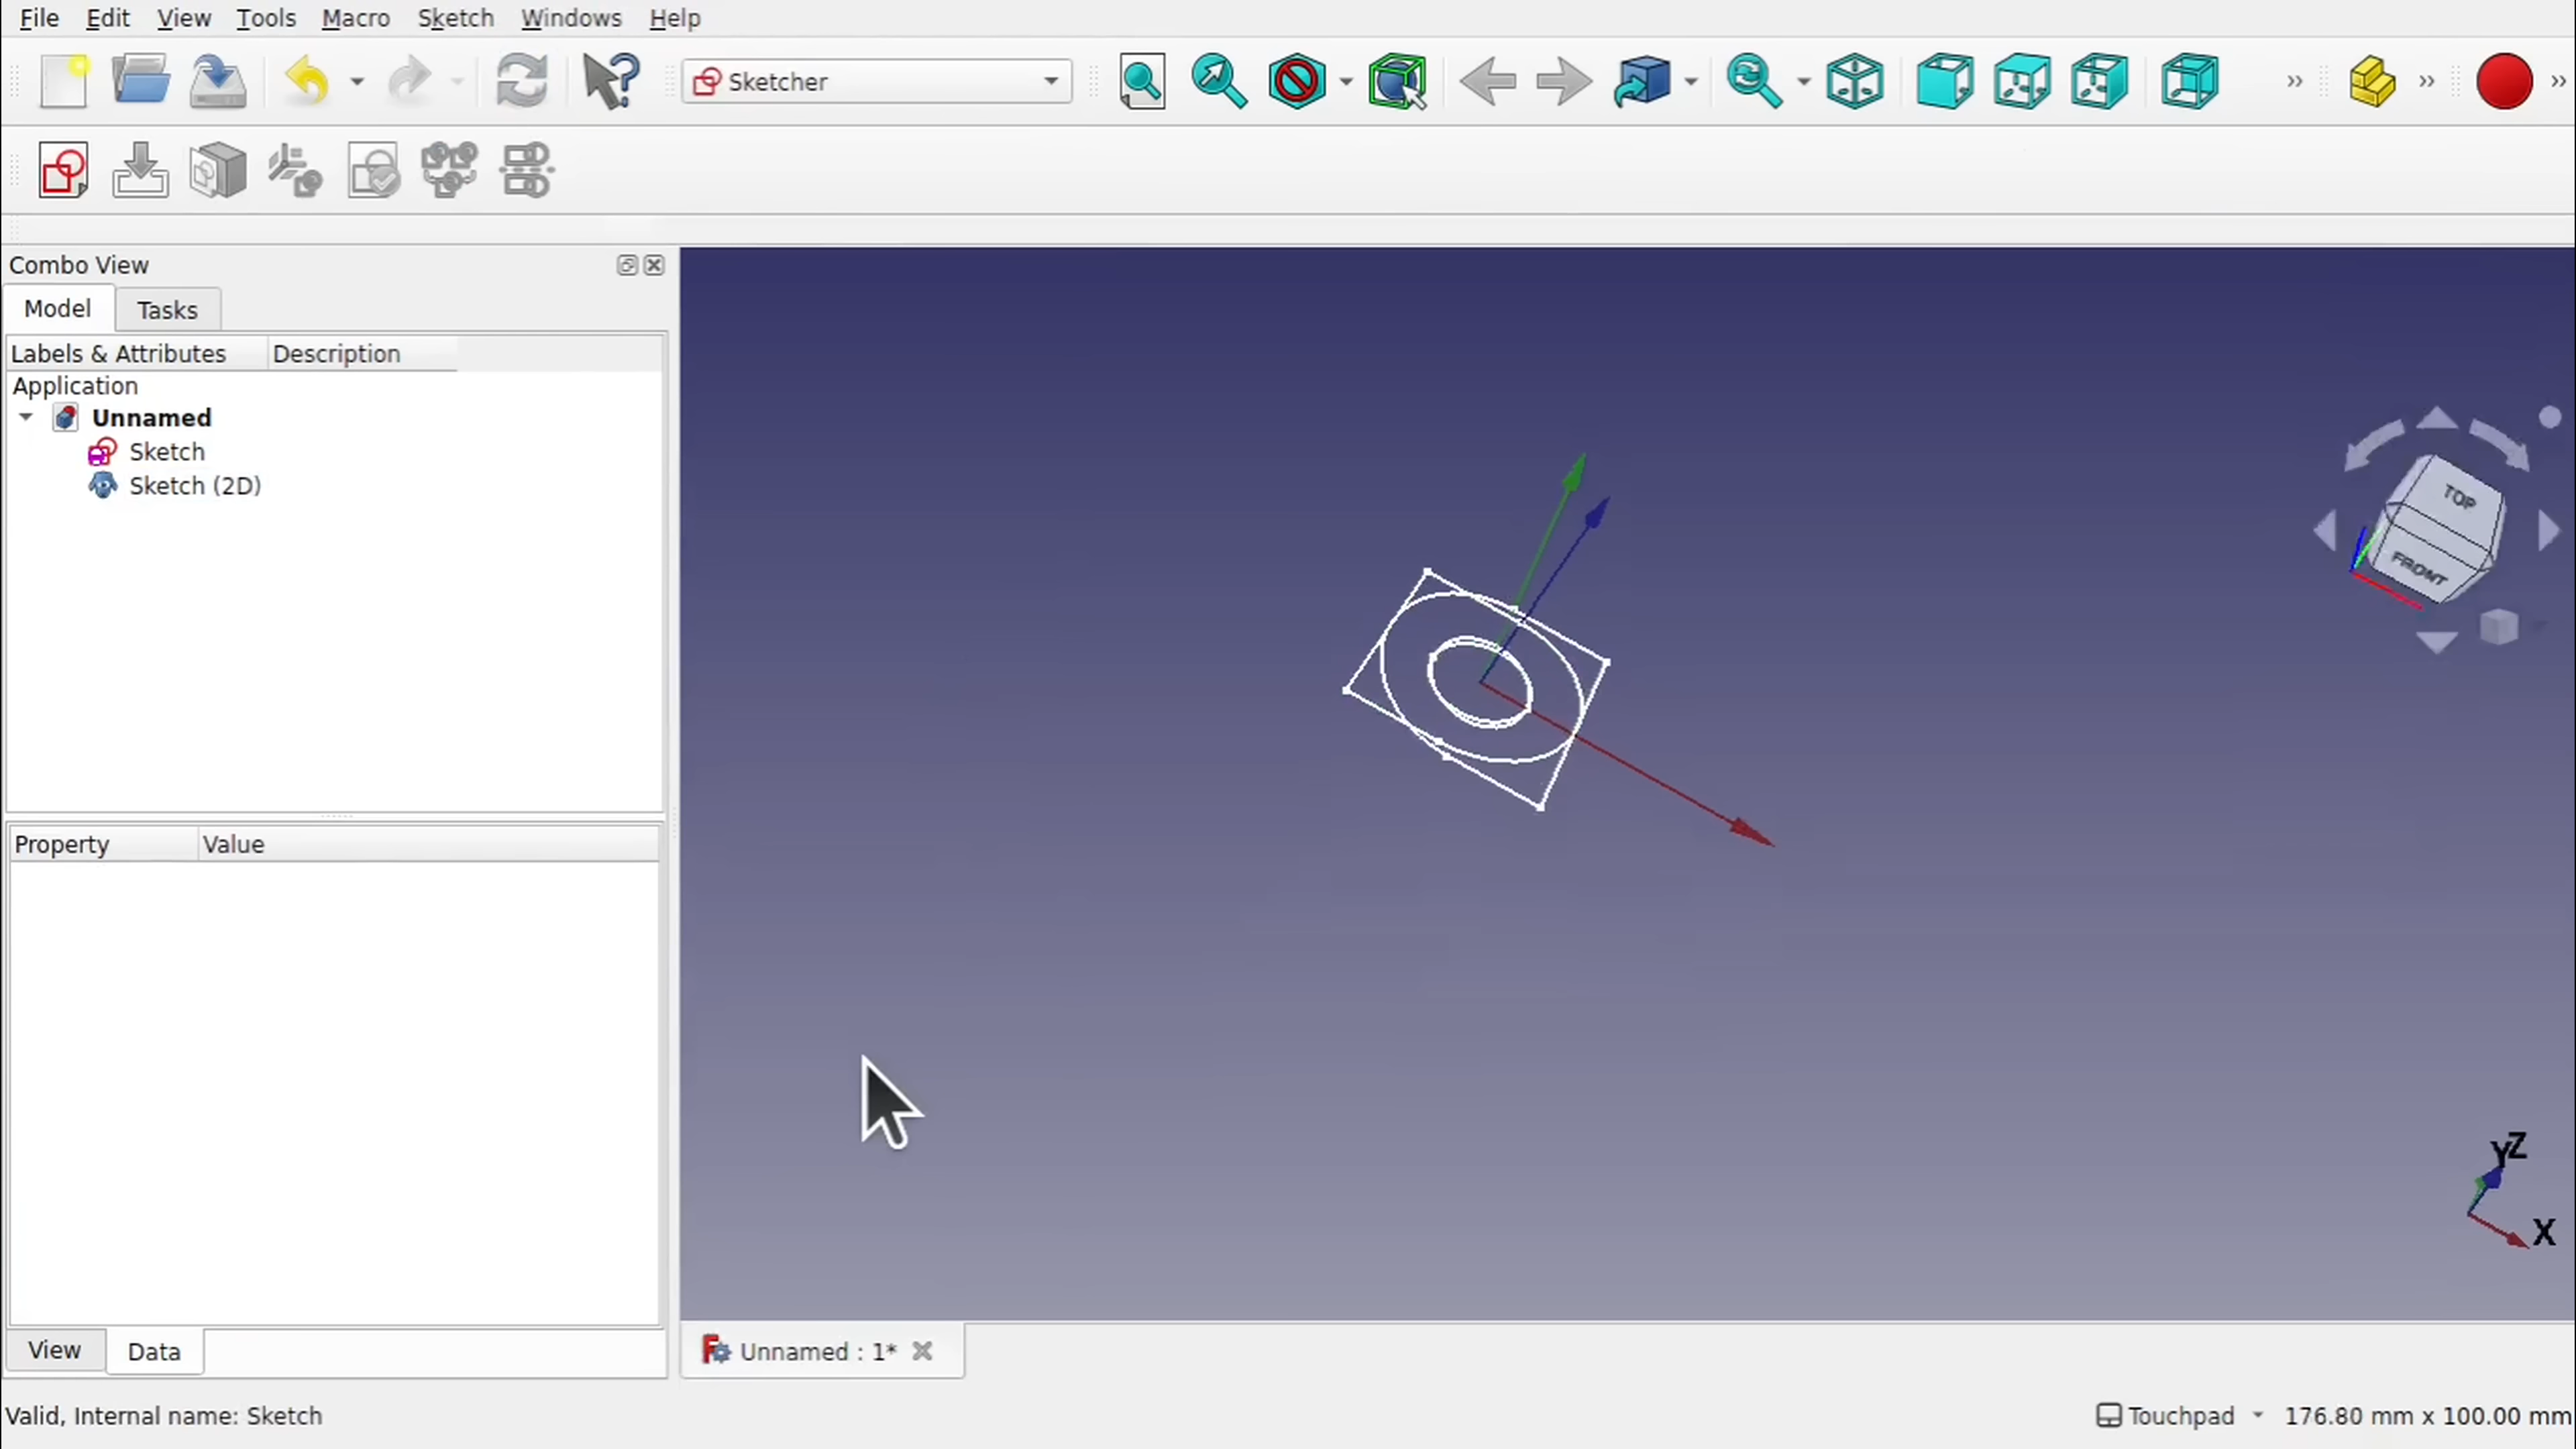 File Edit View Tools Macro Sketch Windows Help
Sketcher
Combo View
Model Tasks
Labels & Attributes Description
Application
Unnamed
Sketch
Sketch (2D)
TOP
FRONT
Property Value
Y Z
X
View Data
Unnamed : 1*
Valid, Internal name: Sketch
Touchpad 176.80 mm x 100.00 mm